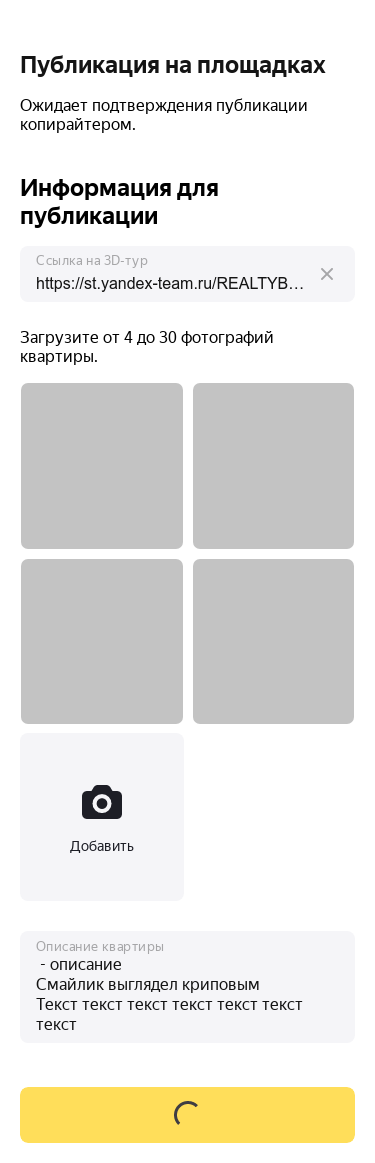 Публикация на площадках
Ожидает подтверждения публикации
копирайтером.
Информация для
публикации
Ссылка на 3D-тур
https://st.yandex-team.ru/REALTYB…
Загрузите от 4 до 30 фотографий
квартиры.
Добавить
Описание квартиры
- описание
Смайлик выглядел криповым
Текст текст текст текст текст текст
текст